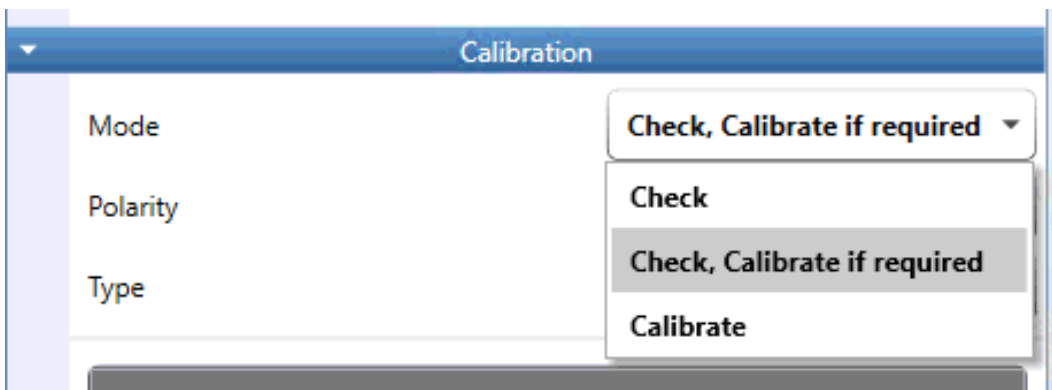 Calibration
Mode
Check, Calibrate if required
Polarity
Check
Check, Calibrate if required
Type
Calibrate